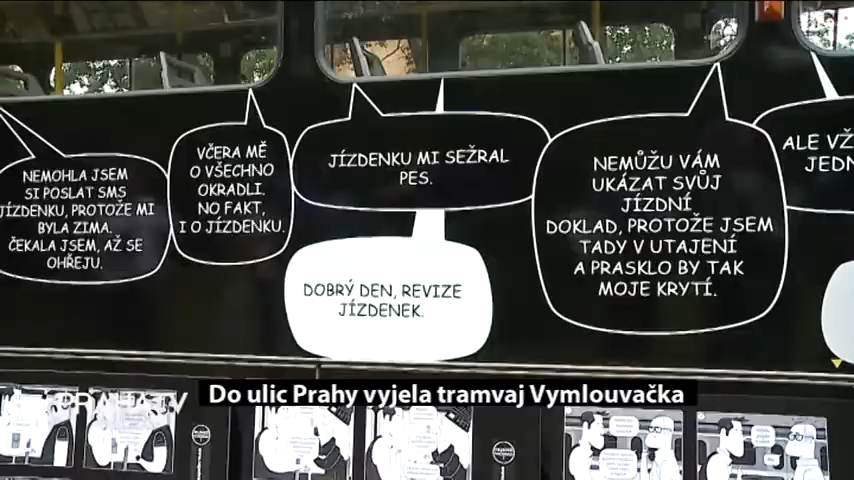 NEMOHLA JSEM
SI POSLAT SMS
JÍZDENKU, PROTOŽE MI
BYLA ZIMA.
ČEKALA JSEM, AŽ SE
OHŘEJU.
VČERA MĚ
O VŠECHNO
OKRADLI.
NO FAKT,
I O JÍZDENKU.
JÍZDENKU MI SEŽRAL
PES.
DOBRÝ DEN, REVIZE
JÍZDENEK.
NEMŮŽU VÁM
UKÁZAT SVŮJ
JÍZDNÍ
DOKLAD, PROTOŽE JSEM
TADY V UTAJENÍ
A PRASKLO BY TAK
MOJE KRYTÍ.
ALE
PRAHA TV
Do ulic Prahy vyjela tramvaj Vymlouvačka